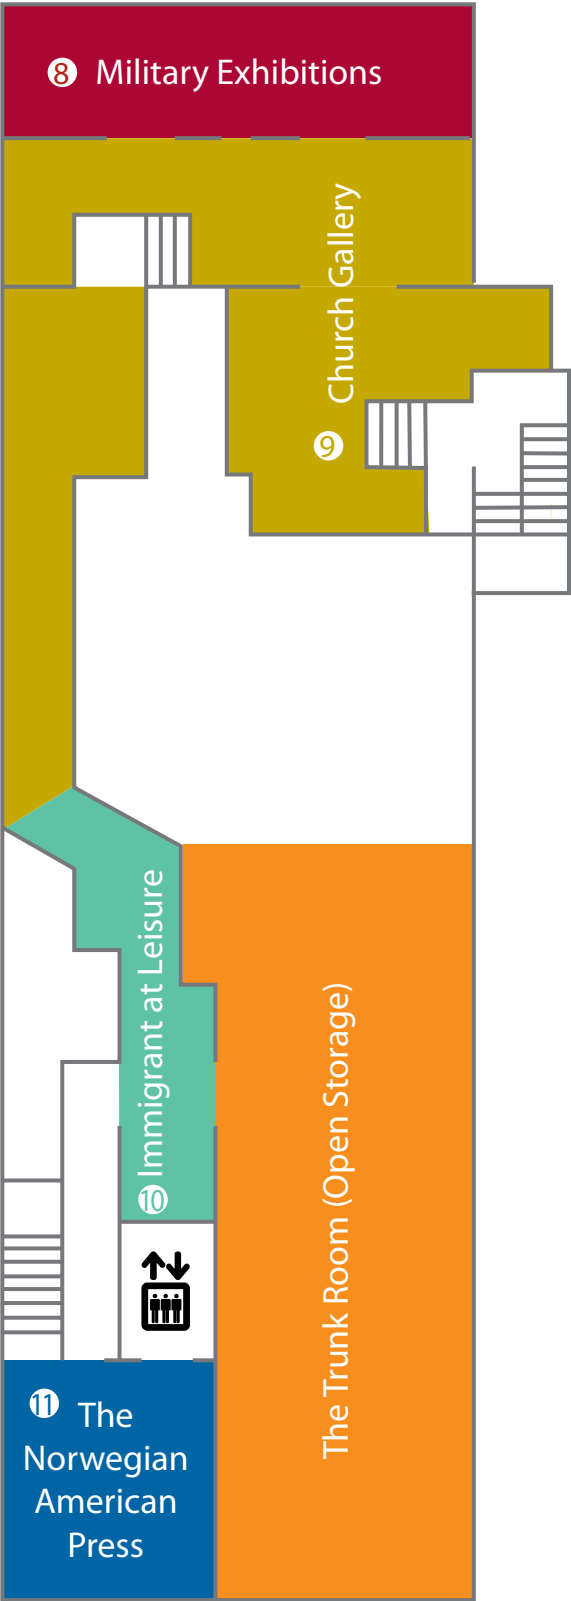 8 Military Exhibitions
9 Church Gallery
10 Immigrant at Leisure
The Trunk Room (Open Storage)
11 The
Norwegian
American
Press